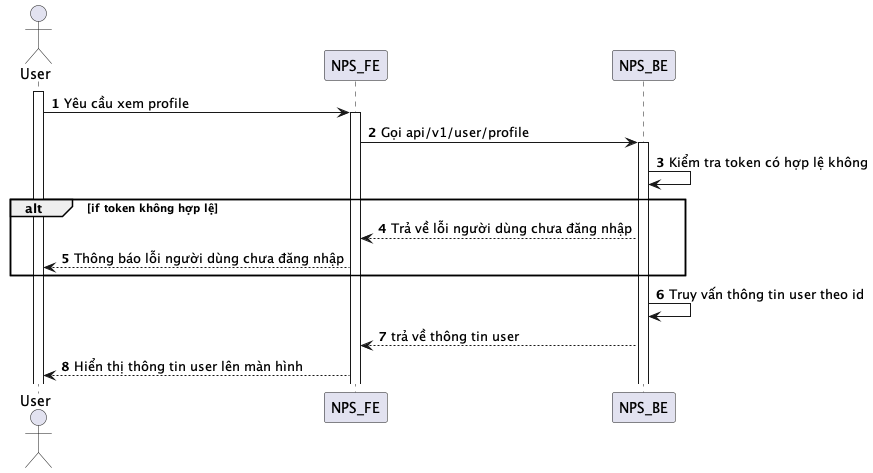 User
NPS_FE
NPS_BE
1 Yêu cầu xem profile
2 Gọi api/v1/user/profile
3 Kiểm tra token có hợp lệ không
alt [if token không hợp lệ]
4 Trả về lỗi người dùng chưa đăng nhập
5 Thông báo lỗi người dùng chưa đăng nhập
6 Truy vấn thông tin user theo id
7 trả về thông tin user
8 Hiển thị thông tin user lên màn hình
User
NPS_FE
NPS_BE